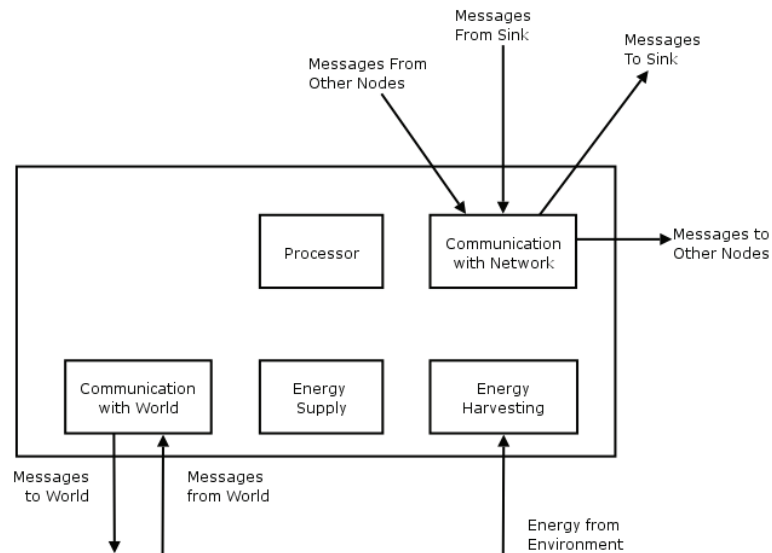 Messages
From Sink
Messages
To Sink
Messages From
Other Nodes
Processor
Communication
with Network
Messages to
Other Nodes
Communication
with World
Energy
Supply
Energy
Harvesting
Messages
to World
Messages
from World
Energy from
Environment